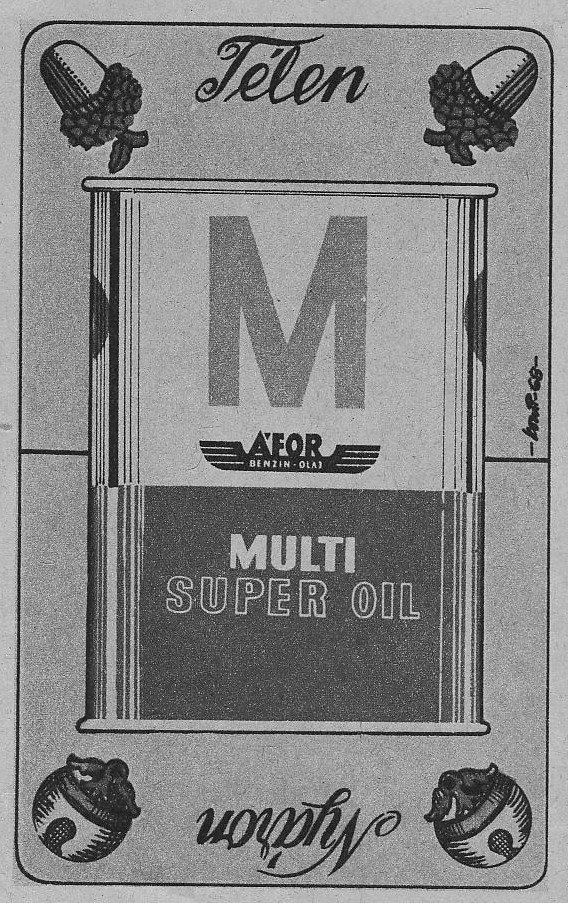 Télen
M
ÁFOR
BENZIN-OLAJ
MULTI
SUPER OIL
Nyáron